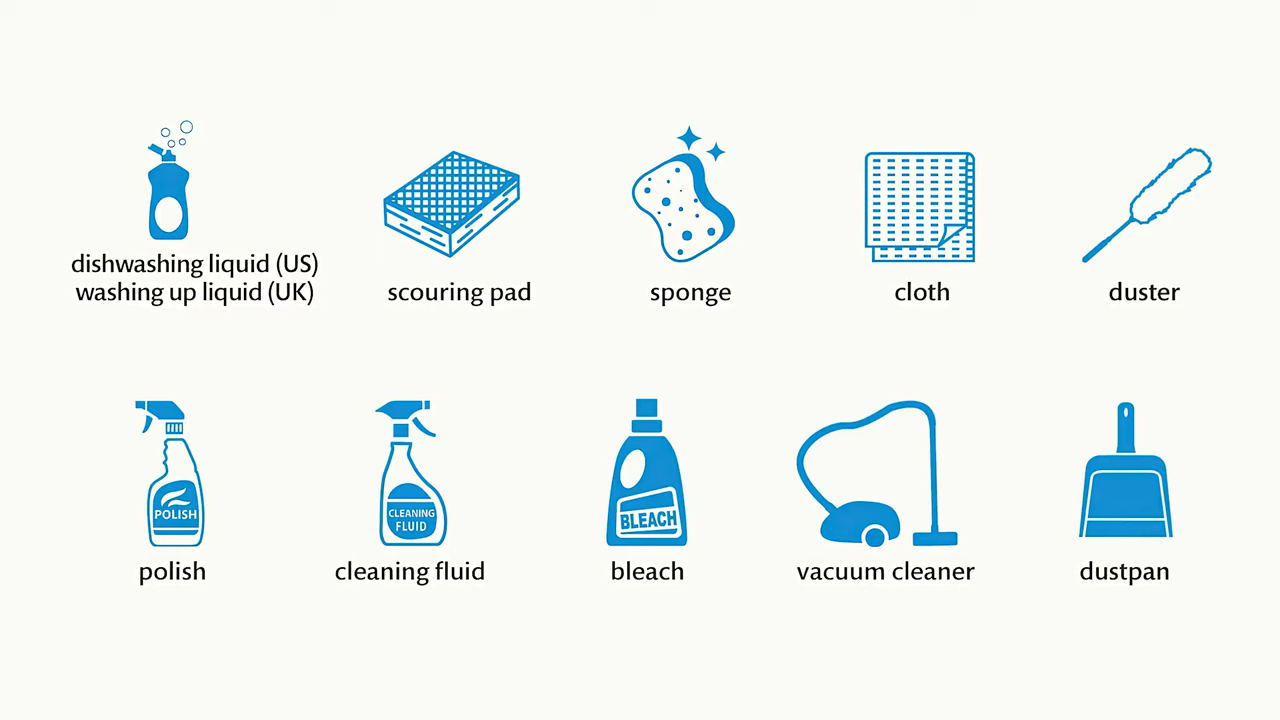 dishwashing liquid (US)
washing up liquid (UK)
scouring pad
sponge
cloth
duster
POLISH
CLEANING
FLUID
BLEACH
polish
cleaning fluid
bleach
vacuum cleaner
dustpan